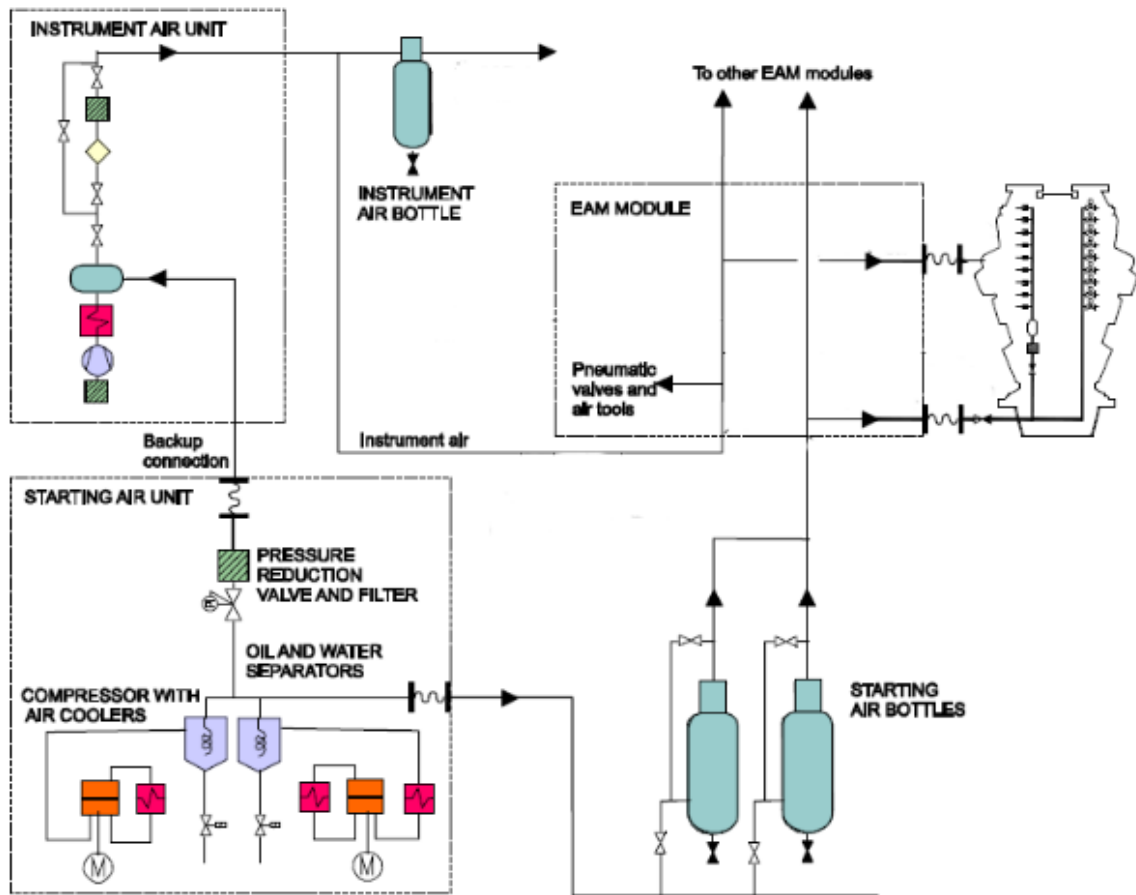 INSTRUMENT AIR UNIT
INSTRUMENT
AIR BOTTLE
To other EAM modules
EAM MODULE
Pneumatic
valves and
air tools
Instrument air
Backup
connection
STARTING AIR UNIT
PRESSURE
REDUCTION
VALVE AND FILTER
OIL AND WATER
SEPARATORS
COMPRESSOR WITH
AIR COOLERS
STARTING
AIR BOTTLES
M
M